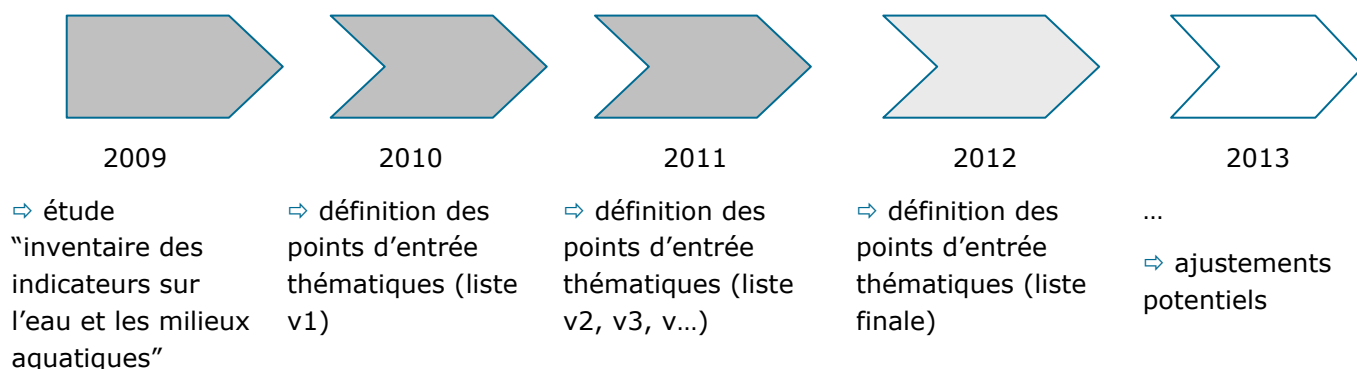 2009
2010
2011
2012
2013
⇨ étude
“inventaire des
indicateurs sur
l’eau et les milieux
aquatiques”
⇨ définition des
points d’entrée
thématiques (liste
v1)
⇨ définition des
points d’entrée
thématiques (liste
v2, v3, v…)
⇨ définition des
points d’entrée
thématiques (liste
finale)
…
⇨ ajustements
potentiels